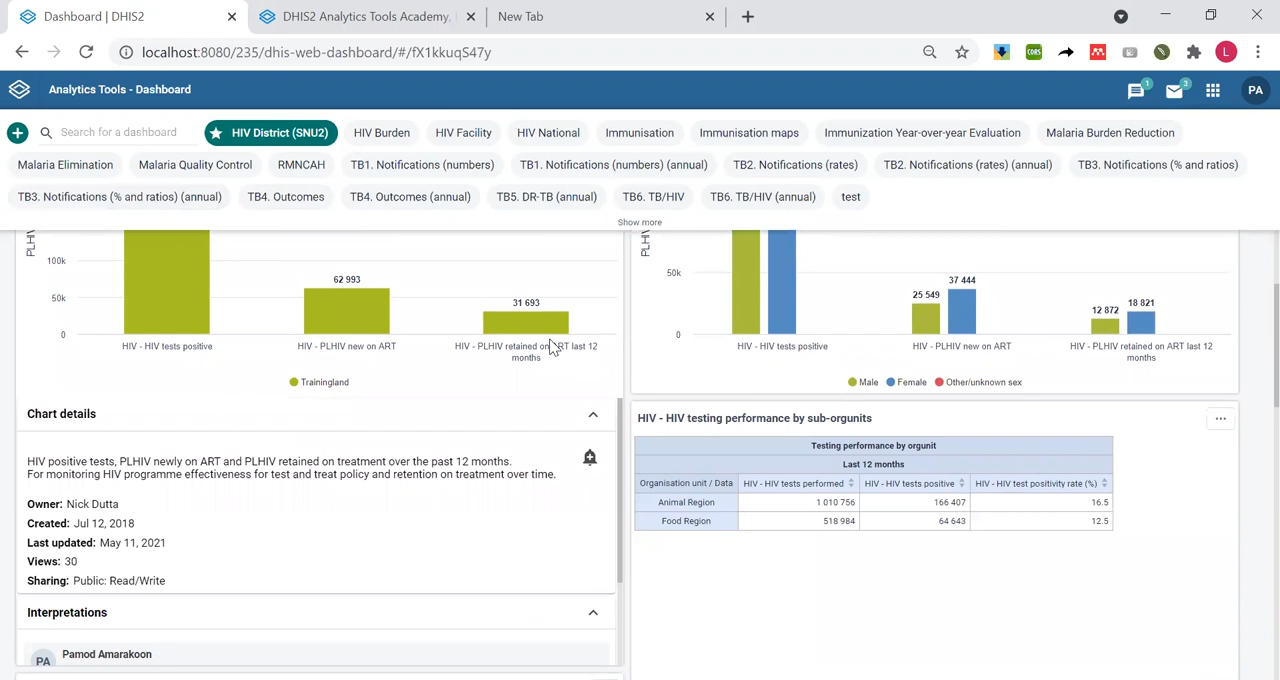 Dashboard | DHIS2
DHIS2 Analytics Tools Academy,
New Tab
localhost:8080/235/dhis-web-dashboard/#/fX1kkuqS47y
CORS
L
Analytics Tools - Dashboard
1
3
PA
Search for a dashboard
HIV District (SNU2)
HIV Burden
HIV Facility
HIV National
Immunisation
Immunisation maps
Immunization Year-over-year Evaluation
Malaria Burden Reduction
Malaria Elimination
Malaria Quality Control
RMNCAH
TB1. Notifications (numbers)
TB1. Notifications (numbers) (annual)
TB2. Notifications (rates)
TB2. Notifications (rates) (annual)
TB3. Notifications (% and ratios)
TB3. Notifications (% and ratios) (annual)
TB4. Outcomes
TB4. Outcomes (annual)
TB5. DR-TB (annual)
TB6. TB/HIV
TB6. TB/HIV (annual)
test
Show more
PLHIV
100k
50k
0
62 993
31 693
HIV - HIV tests positive
HIV - PLHIV new on ART
HIV - PLHIV retained on ART last 12
months
Trainingland
50k
0
25 549
37 444
12 872
18 821
HIV - HIV tests positive
HIV - PLHIV new on ART
HIV - PLHIV retained on ART last 12
months
Male
Female
Other/unknown sex
Chart details
HIV positive tests, PLHIV newly on ART and PLHIV retained on treatment over the past 12 months.
For monitoring HIV programme effectiveness for test and treat policy and retention on treatment over time.
Owner: Nick Dutta
Created: Jul 12, 2018
Last updated: May 11, 2021
Views: 30
Sharing: Public: Read/Write
Interpretations
PA
Pamod Amarakoon
HIV - HIV testing performance by sub-orgunits
Testing performance by orgunit
Last 12 months
Organisation unit / Data HIV - HIV tests performed HIV - HIV tests positive HIV - HIV test positivity rate (%)
Animal Region 1 010 756 166 407 16.5
Food Region 518 984 64 643 12.5